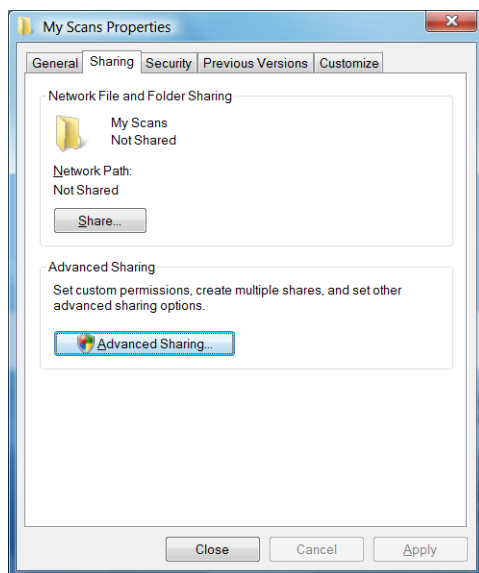 My Scans Properties
General Sharing Security Previous Versions Customize
Network File and Folder Sharing
My Scans
Not Shared
Network Path:
Not Shared
Share...
Advanced Sharing
Set custom permissions, create multiple shares, and set other
advanced sharing options.
Advanced Sharing...
Close Cancel Apply